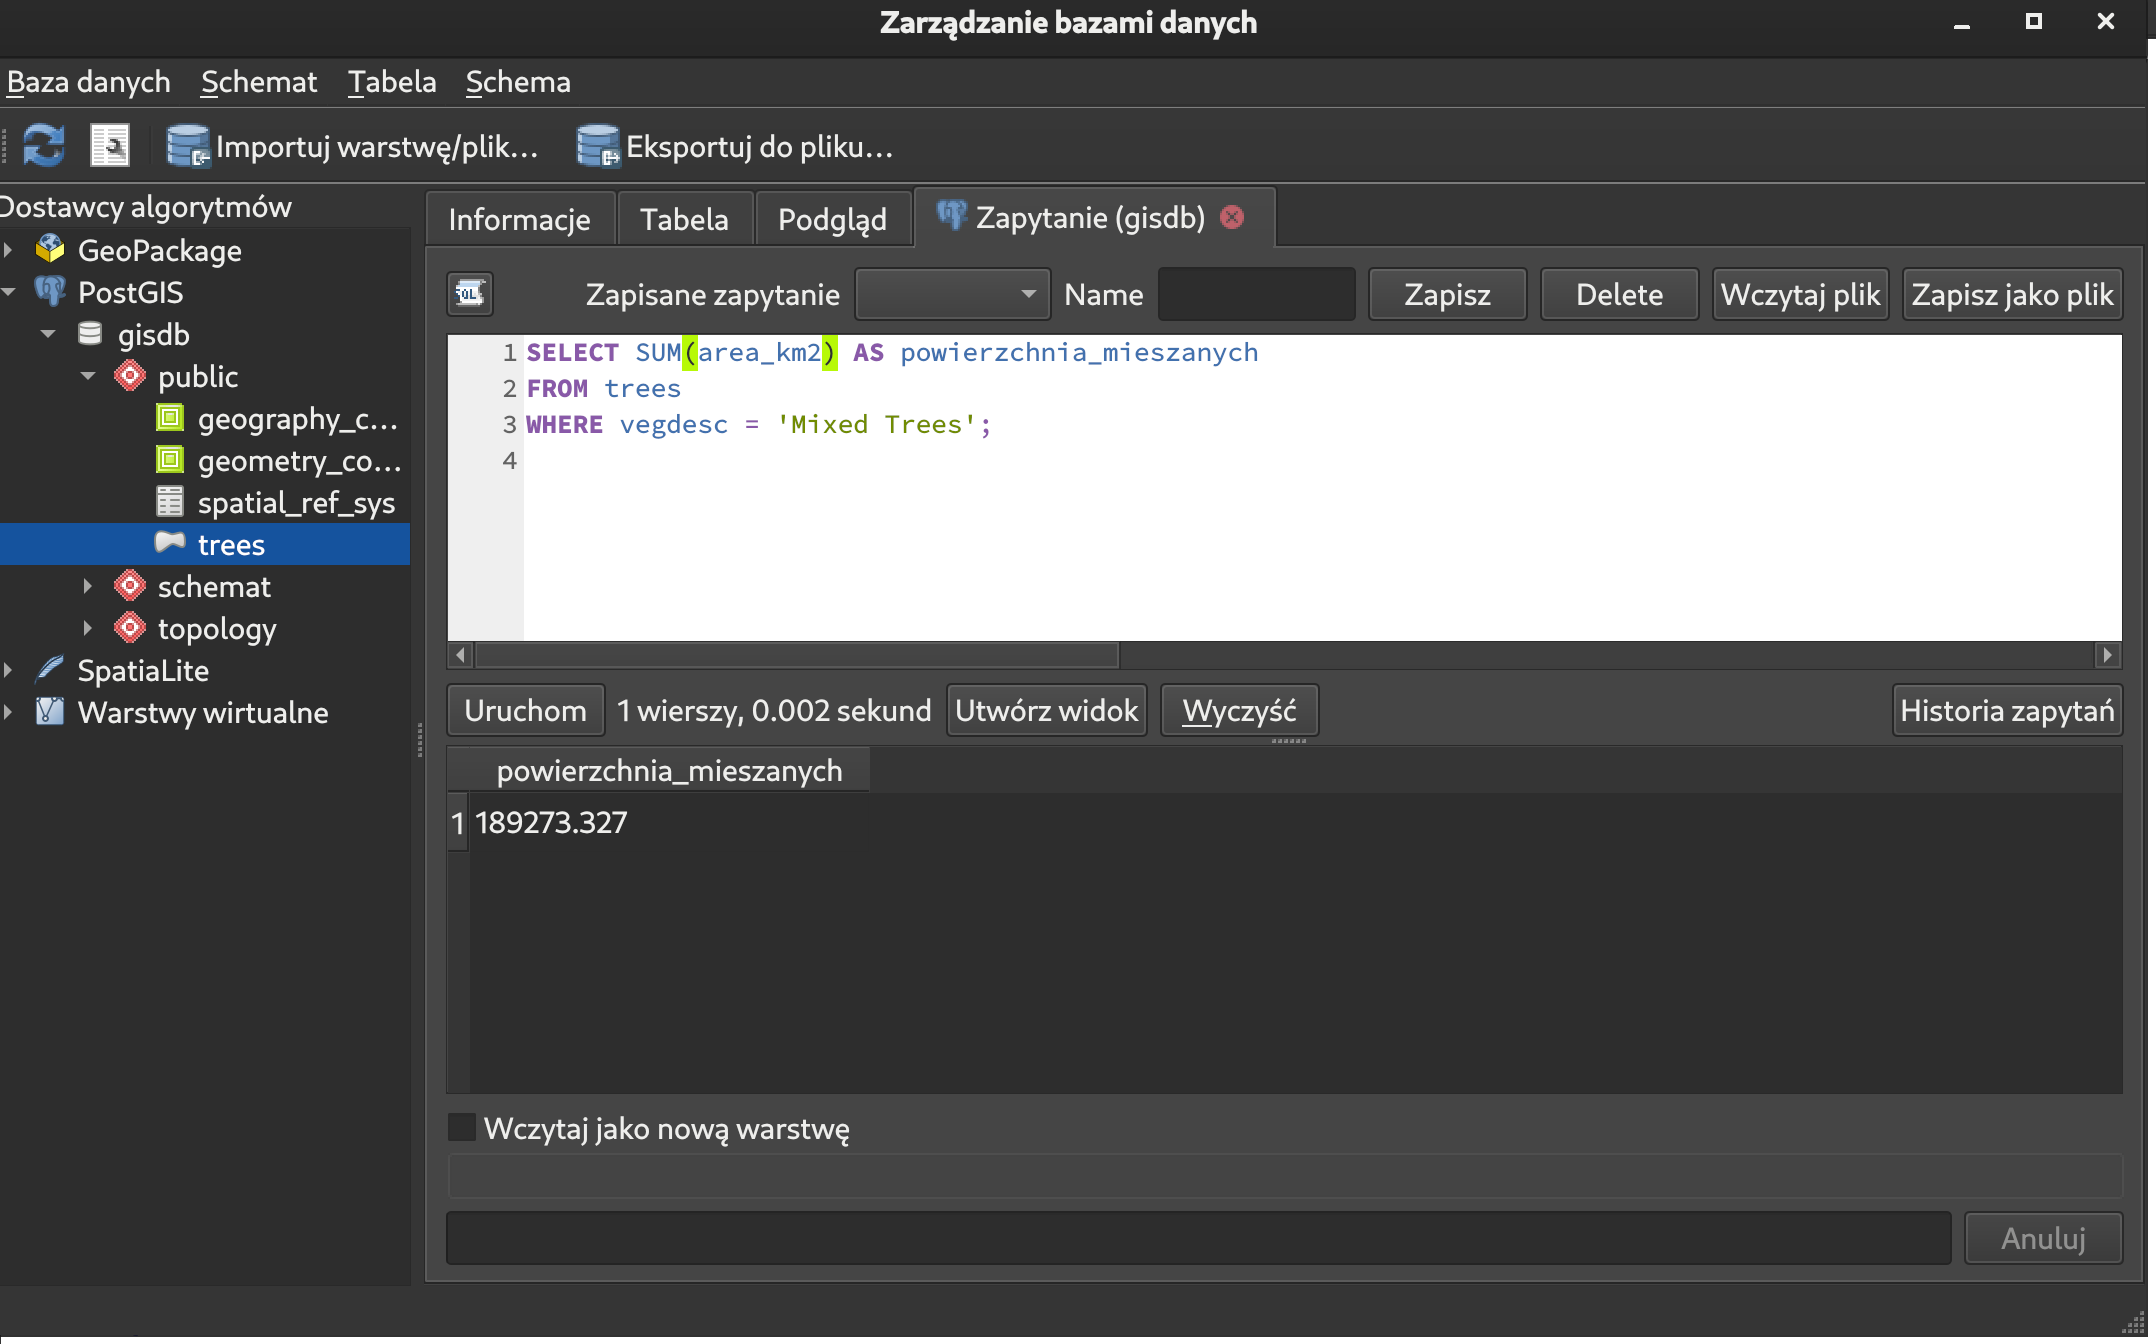 Zarządzanie bazami danych
Baza danych Schemat Tabela Schema
Importuj warstwę/plik... Eksportuj do pliku...
Dostawcy algorytmów
GeoPackage
PostGIS
gisdb
public
geography_c...
geometry_co...
spatial_ref_sys
trees
schemat
topology
SpatiaLite
Warstwy wirtualne
Informacje Tabela Podgląd Zapytanie (gisdb)
Zapisane zapytanie Name Zapisz Delete Wczytaj plik Zapisz jako plik
1 SELECT SUM(area_km2) AS powierzchnia_mieszanych
2 FROM trees
3 WHERE vegdesc = 'Mixed Trees';
4
Uruchom 1 wierszy, 0.002 sekund Utwórz widok Wyczyść Historia zapytań
powierzchnia_mieszanych
1 189273.327
Wczytaj jako nową warstwę
Anuluj